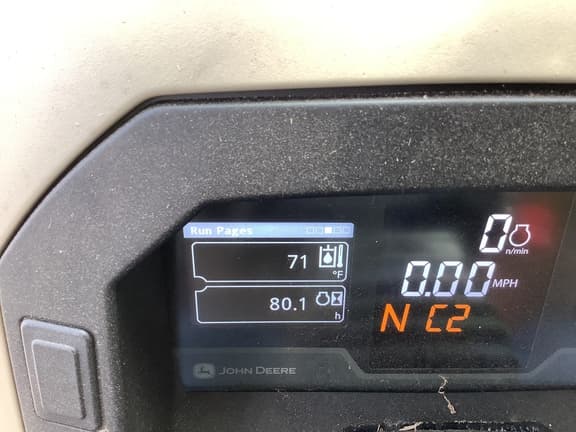 Run Pages
71
°F
80.1
h
0
n/min
0.00 MPH
N C2
JOHN DEERE